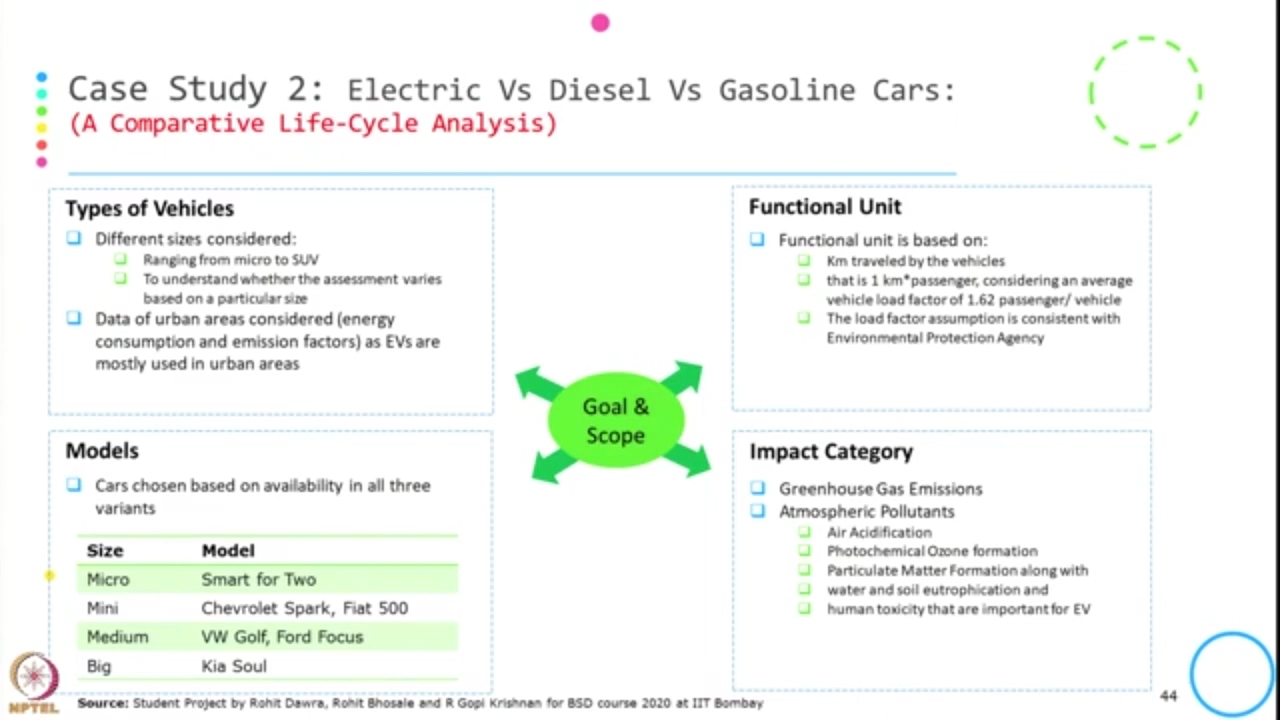 Case Study 2: Electric Vs Diesel Vs Gasoline Cars:
(A Comparative Life-Cycle Analysis)
Types of Vehicles
Different sizes considered:
Ranging from micro to SUV
To understand whether the assessment varies
based on a particular size
Data of urban areas considered (energy
consumption and emission factors) as EVs are
mostly used in urban areas
Functional Unit
Functional unit is based on:
Km traveled by the vehicles
that is 1 km*passenger, considering an average
vehicle load factor of 1.62 passenger/ vehicle
The load factor assumption is consistent with
Environmental Protection Agency
Goal &
Scope
Models
Cars chosen based on availability in all three
variants
Size Model
Micro Smart for Two
Mini Chevrolet Spark, Fiat 500
Medium VW Golf, Ford Focus
Big Kia Soul
Impact Category
Greenhouse Gas Emissions
Atmospheric Pollutants
Air Acidification
Photochemical Ozone formation
Particulate Matter Formation along with
water and soil eutrophication and
human toxicity that are important for EV
NPTEL
Source: Student Project by Rohit Dawra, Rohit Bhosale and R Gopi Krishnan for BSD course 2020 at IIT Bombay
44